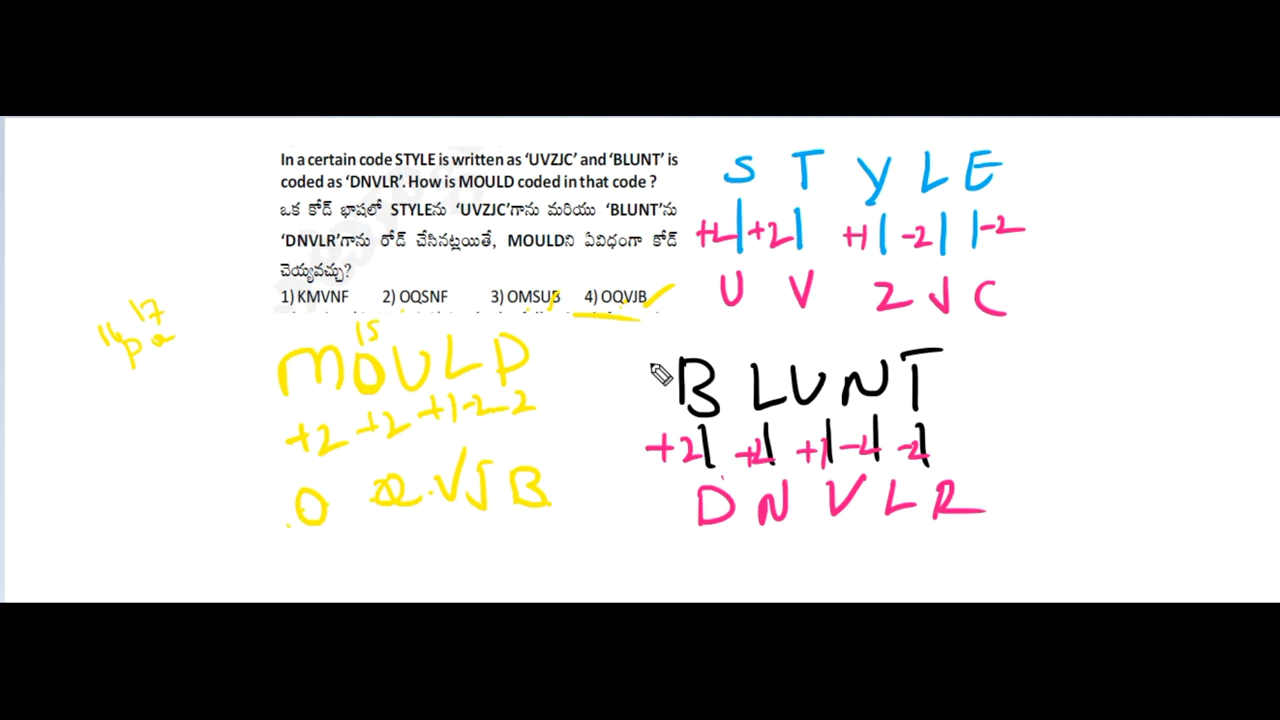 In a certain code STYLE is written as ‘UVZJC’ and ‘BLUNT’ is
coded as ‘DNVLR’. How is MOULD coded in that code ?
ఒక కోడ్ భాషలో STYLEను ‘UVZJC’గాను మరియు ‘BLUNT’ను
‘DNVLR’గాను రోడ్ చేసినట్లయితే, MOULDని ఏవిధంగా కోడ్
చెయ్యవచ్చు?
1) KMVNF 2) OQSNF 3) OMSUB 4) OQVJB
S T Y L E
+2 +2 +1 -2 -2
U V Z J C
16 17
P Q
15
M O U L D
+2 +2 +1 -2 -2
O Q V J B
B L U N T
+2 +2 +1 -2 -2
D N V L R